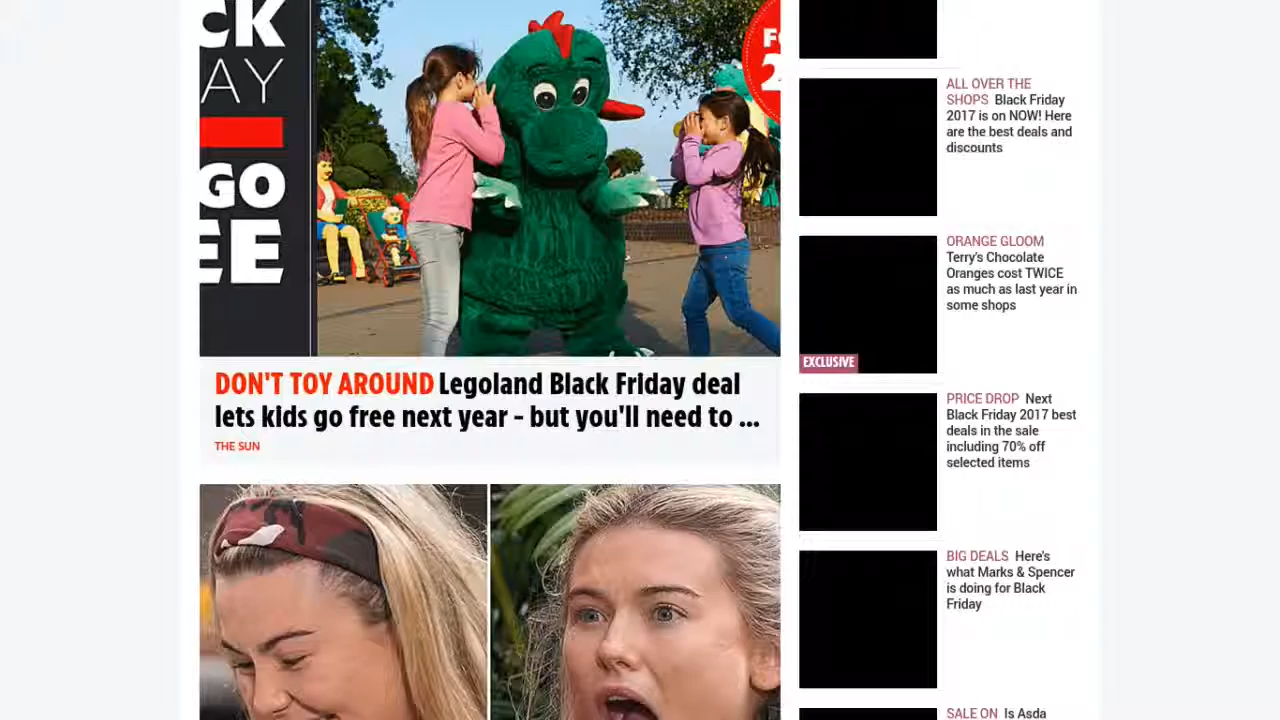 CK
AY
GO
EE
DON'T TOY AROUND Legoland Black Friday deal
lets kids go free next year - but you'll need to ...
THE SUN
ALL OVER THE
SHOPS Black Friday
2017 is on NOW! Here
are the best deals and
discounts
ORANGE GLOOM
Terry's Chocolate
Oranges cost TWICE
as much as last year in
some shops
EXCLUSIVE
PRICE DROP Next
Black Friday 2017 best
deals in the sale
including 70% off
selected items
BIG DEALS Here's
what Marks & Spencer
is doing for Black
Friday
SALE ON Is Asda